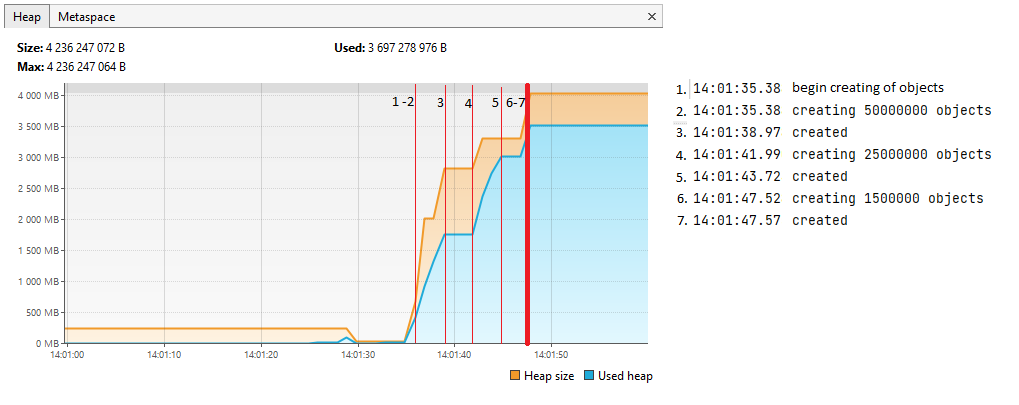 Heap Metaspace ×
Size: 4 236 247 072 B Used: 3 697 278 976 B
Max: 4 236 247 064 B
4 000 MB
3 500 MB
3 000 MB
2 500 MB
2 000 MB
1 500 MB
1 000 MB
500 MB
0 MB
1 -2 3 4 5 6-7
14:01:00 14:01:10 14:01:20 14:01:30 14:01:40 14:01:50
Heap size Used heap
1. 14:01:35.38 begin creating of objects
2. 14:01:35.38 creating 50000000 objects
3. 14:01:38.97 created
4. 14:01:41.99 creating 25000000 objects
5. 14:01:43.72 created
6. 14:01:47.52 creating 1500000 objects
7. 14:01:47.57 created